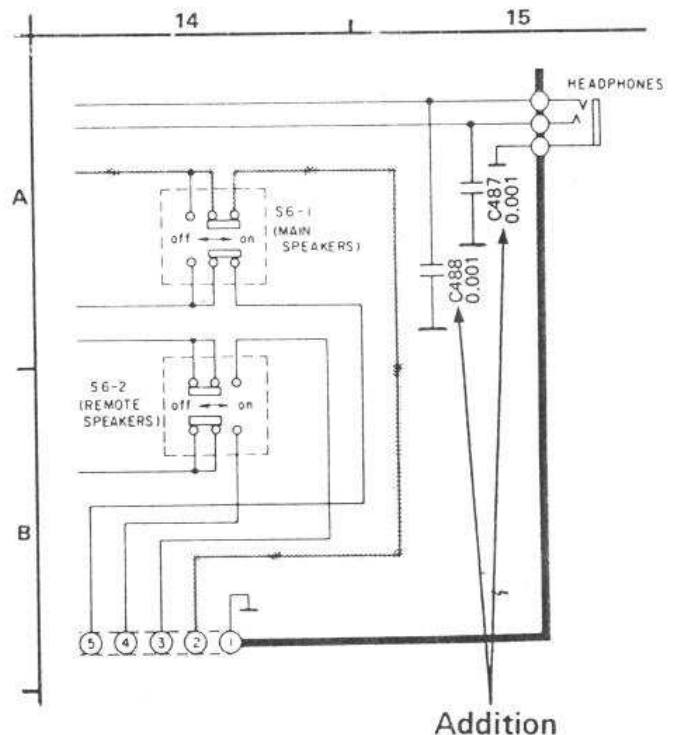 14
15
HEADPHONES
A
S6-1
(MAIN
SPEAKERS)
off
on
C487
0.001
C488
0.001
S6-2
(REMOTE
SPEAKERS)
off
on
B
5
4
3
2
1
Addition